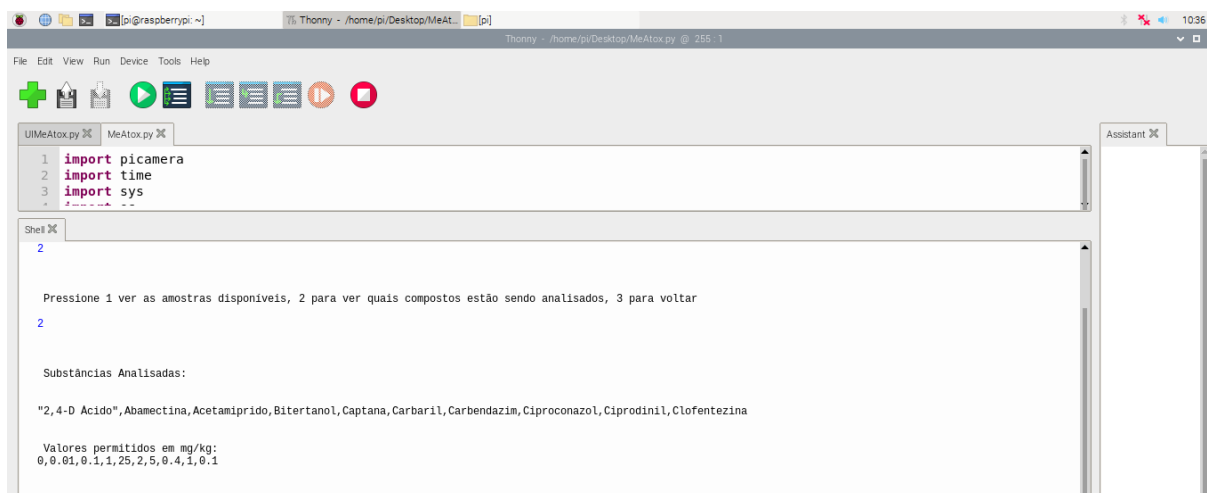 [pi@raspberrypi: ~] Thonny - /home/pi/Desktop/MeAt... [pi] 10:36
Thonny - /home/pi/Desktop/MeAtox.py @ 255 : 1
File Edit View Run Device Tools Help
UIMeAtox.py MeAtox.py Assistant
1 import picamera
2 import time
3 import sys
Shell
2
Pressione 1 ver as amostras disponíveis, 2 para ver quais compostos estão sendo analisados, 3 para voltar
2
Substâncias Analisadas:
"2,4-D Ácido",Abamectina,Acetamiprido,Bitertanol,Captana,Carbaril,Carbendazim,Ciproconazol,Ciprodinil,Clofentezina
Valores permitidos em mg/kg:
0,0.01,0.1,1,25,2,5,0.4,1,0.1